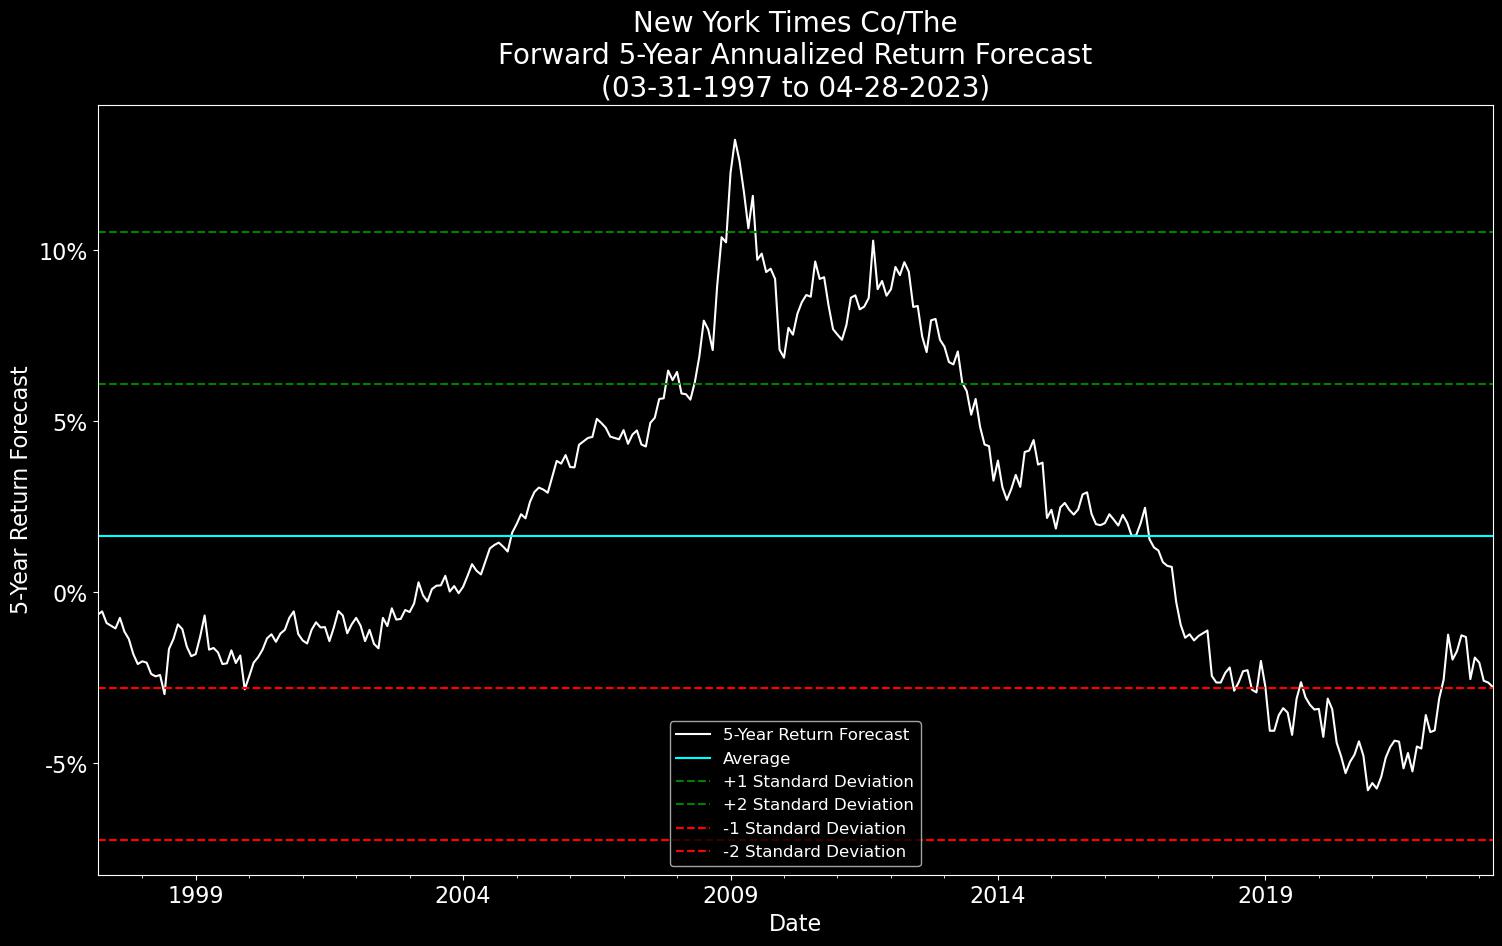 New York Times Co/The
Forward 5-Year Annualized Return Forecast
(03-31-1997 to 04-28-2023)
5-Year Return Forecast
10%
5%
0%
-5%
5-Year Return Forecast
Average
+1 Standard Deviation
+2 Standard Deviation
-1 Standard Deviation
-2 Standard Deviation
1999 2004 2009 2014 2019
Date